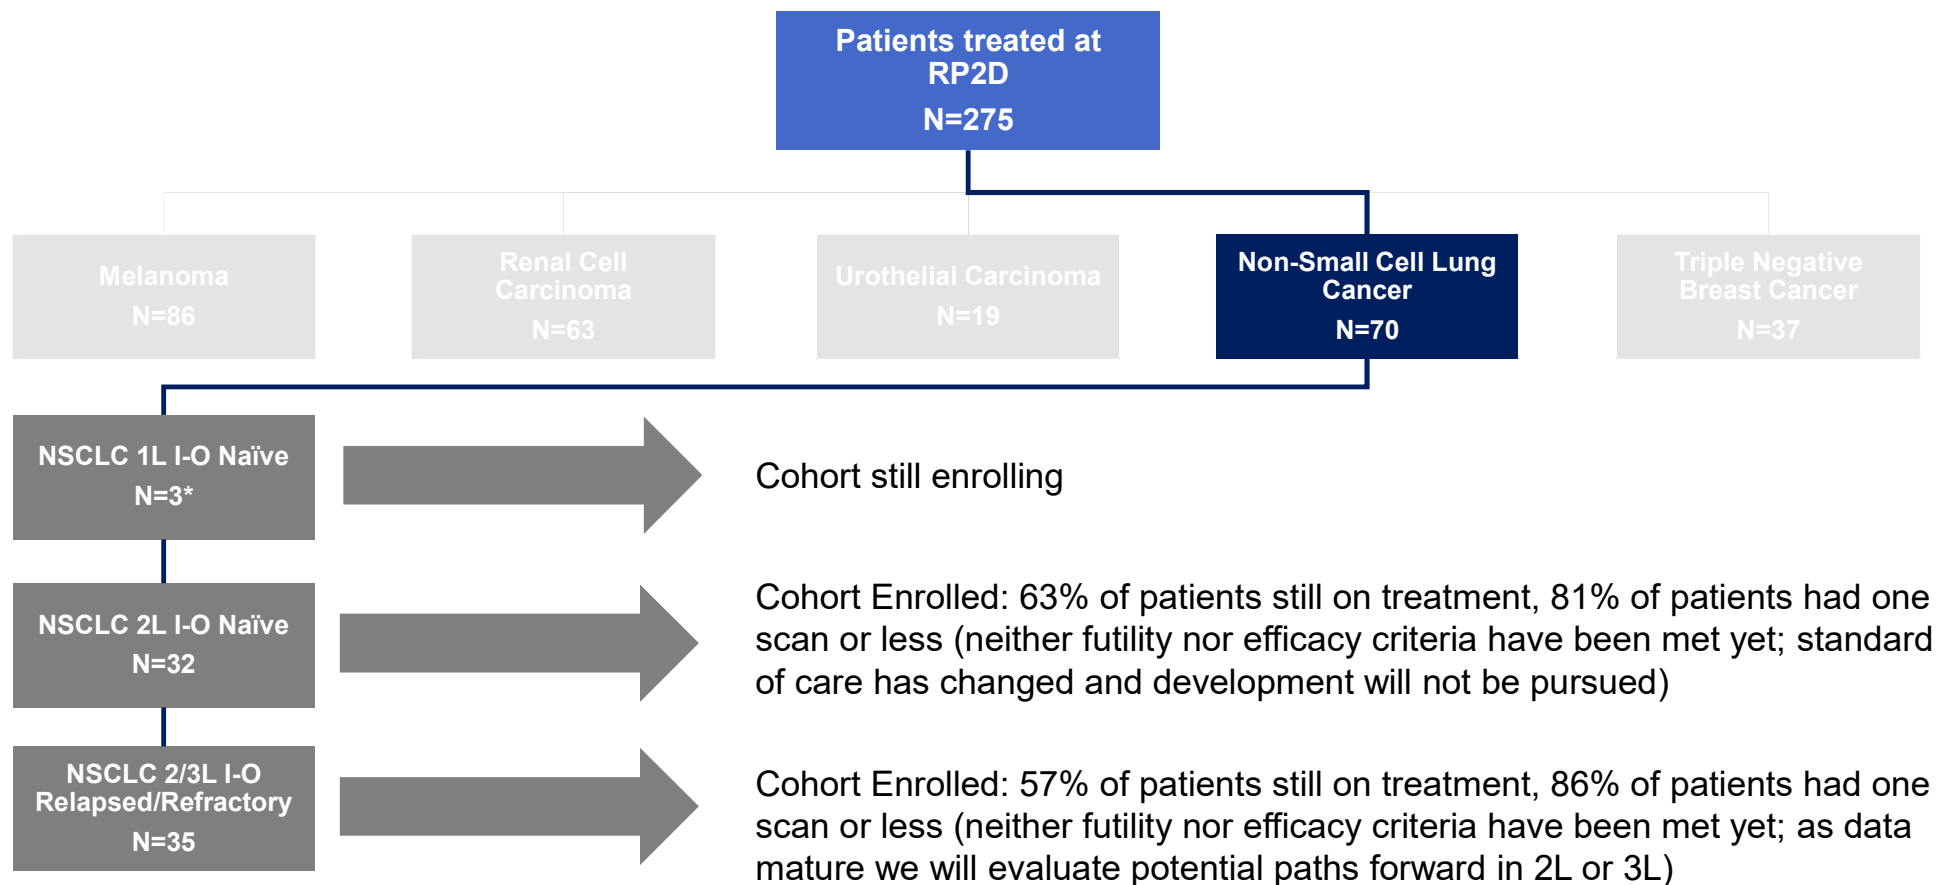 Patients treated at
RP2D
N=275
Melanoma
N=86
Renal Cell
Carcinoma
N=63
Urothelial Carcinoma
N=19
Non-Small Cell Lung
Cancer
N=70
Triple Negative
Breast Cancer
N=37
NSCLC 1L I-O Naïve
N=3*
Cohort still enrolling
NSCLC 2L I-O Naïve
N=32
Cohort Enrolled: 63% of patients still on treatment, 81% of patients had one
scan or less (neither futility nor efficacy criteria have been met yet; standard
of care has changed and development will not be pursued)
NSCLC 2/3L I-O
Relapsed/Refractory
N=35
Cohort Enrolled: 57% of patients still on treatment, 86% of patients had one
scan or less (neither futility nor efficacy criteria have been met yet; as data
mature we will evaluate potential paths forward in 2L or 3L)